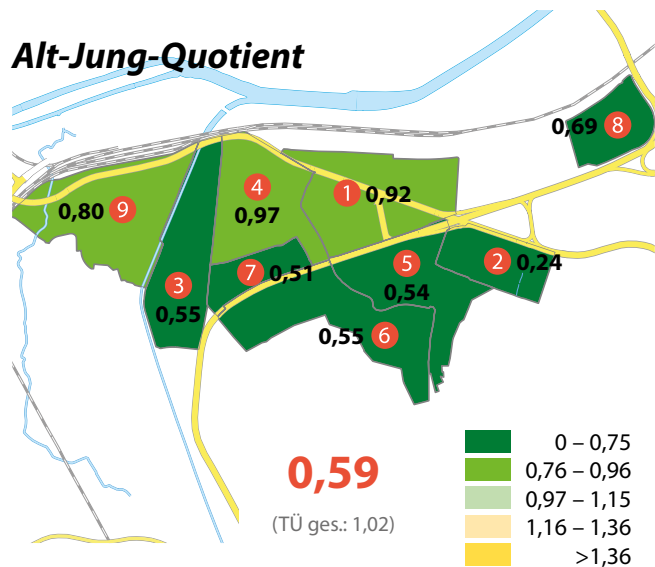 Alt-Jung-Quotient
0,69 8
4
0,97
1 0,92
0,80 9
7 0,51
5
0,54
2 0,24
3
0,55
0,55 6
0,59
(TÜ ges.: 1,02)
0 – 0,75
0,76 – 0,96
0,97 – 1,15
1,16 – 1,36
>1,36